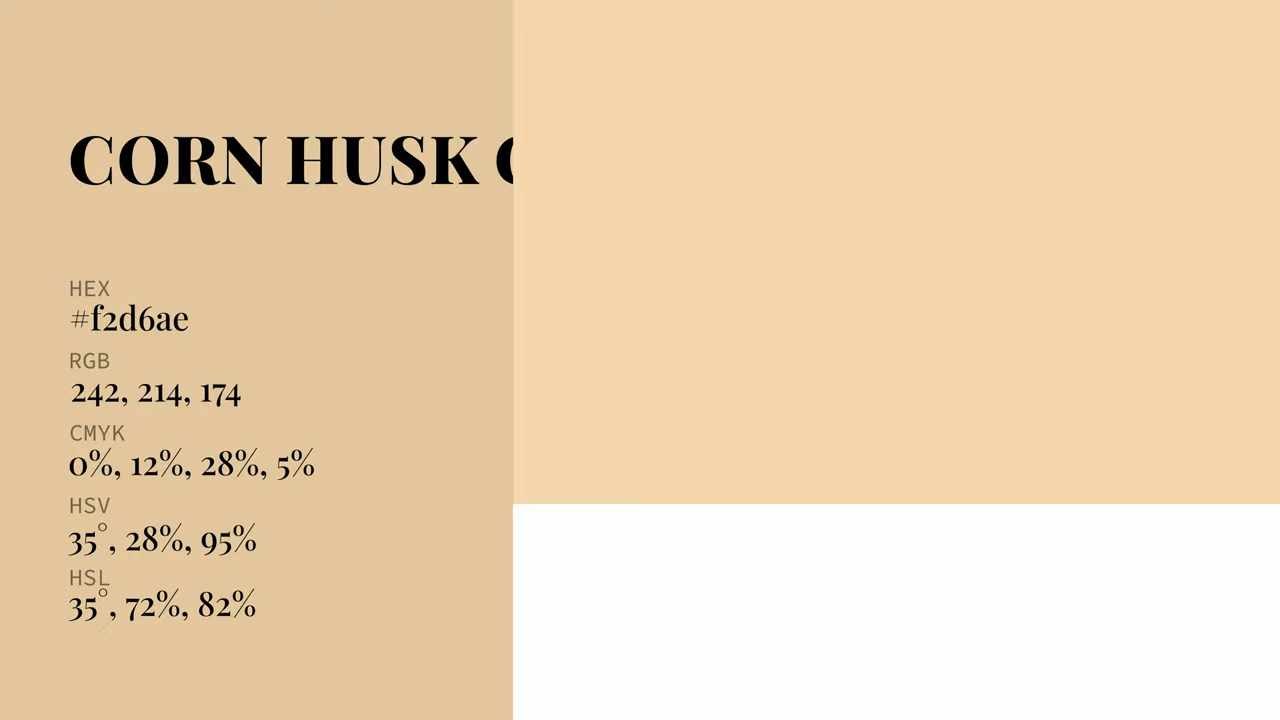 CORN HUSK
HEX
#f2d6ae
RGB
242, 214, 174
CMYK
0%, 12%, 28%, 5%
HSV
35°, 28%, 95%
HSL
35°, 72%, 82%